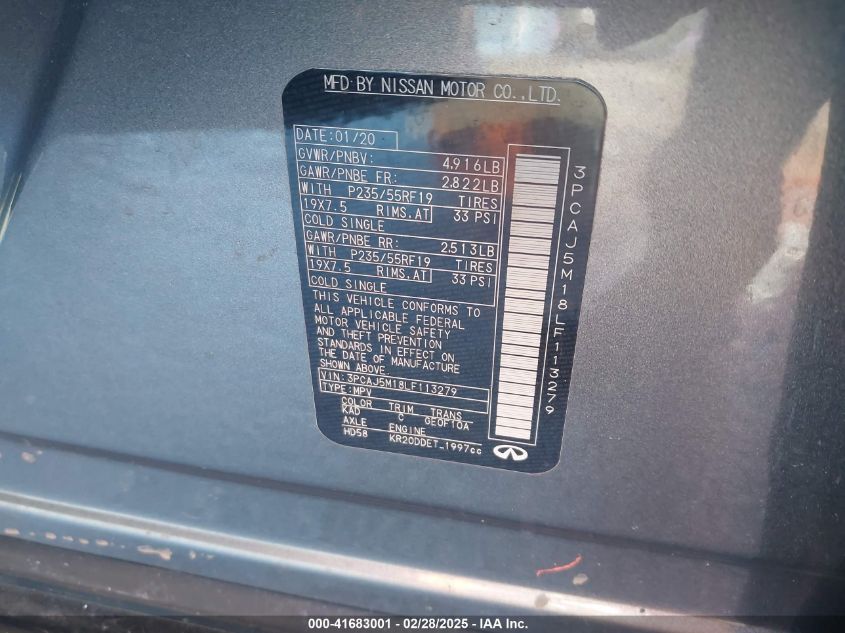 MFD BY NISSAN MOTOR CO.,LTD.
DATE:01/20
GVWR/PNBV: 4.916LB
GAWR/PNBE FR: 2.822LB
WITH P235/55RF19 TIRES
19X7.5 RIMS.AT 33 PSI
COLD SINGLE
GAWR/PNBE RR: 2.513LB
WITH P235/55RF19 TIRES
19X7.5 RIMS.AT 33 PSI
COLD SINGLE
THIS VEHICLE CONFORMS TO
ALL APPLICABLE FEDERAL
MOTOR VEHICLE SAFETY
AND THEFT PREVENTION
STANDARDS IN EFFECT ON
THE DATE OF MANUFACTURE
SHOWN ABOVE.
VIN: 3PCAJ5M18LF113279
TYPE: MPV
COLOR TRIM TRANS
KAD C GE0F10A
AXLE ENGINE
HD58 KR20DDET_1997cc
3PCAJ5M18LF113279
000-41683001 - 02/28/2025 - IAA Inc.